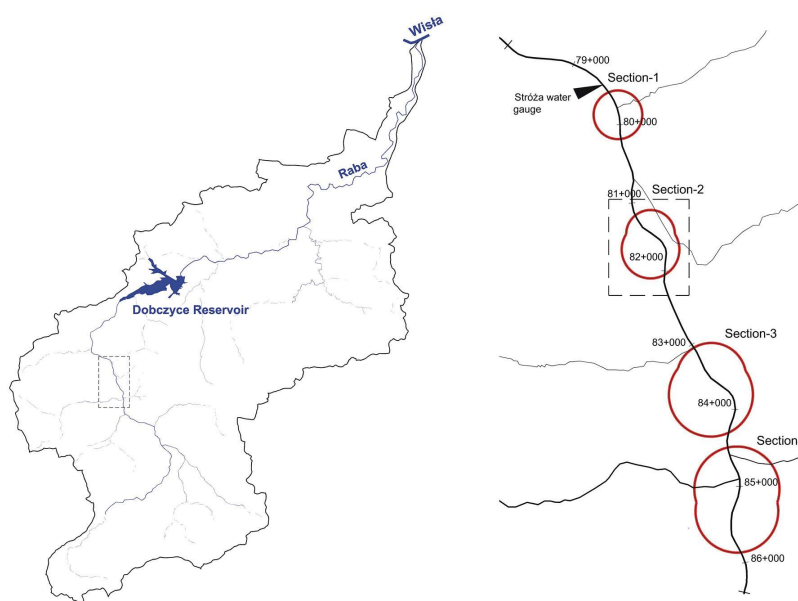 Wisła
Raba
Dobczyce Reservoir
79+000
Section-1
Stróża water
gauge
80+000
Section-2
81+000
82+000
83+000
Section-3
84+000
Section
85+000
86+000